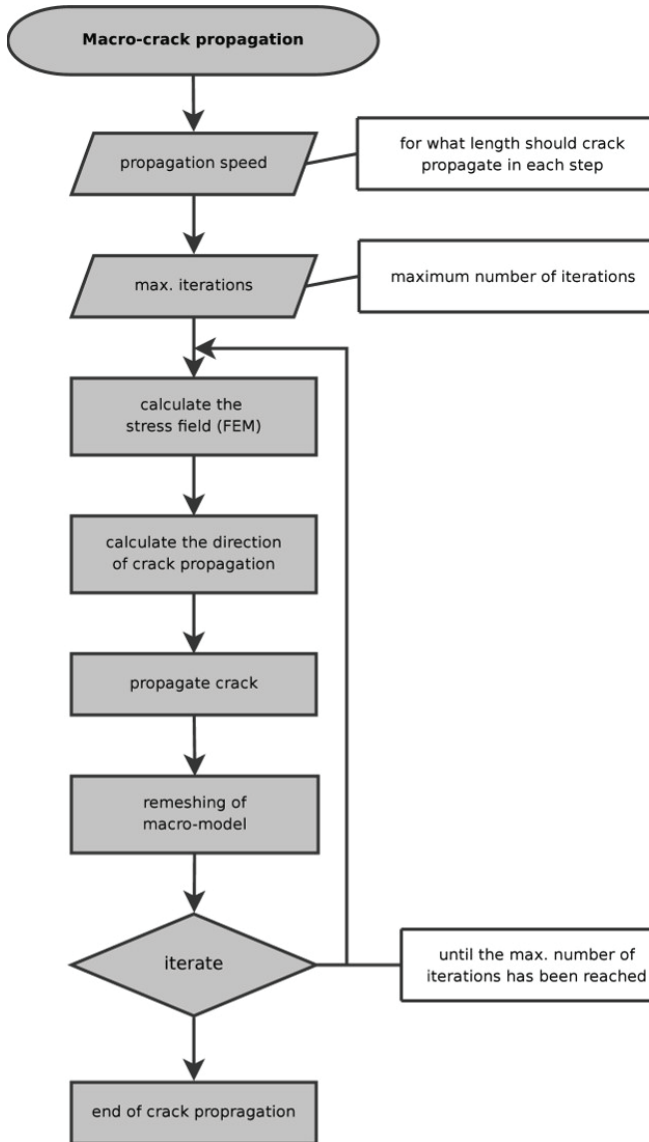 Macro-crack propagation
propagation speed
for what length should crack
propagate in each step
max. iterations
maximum number of iterations
calculate the
stress field (FEM)
calculate the direction
of crack propagation
propagate crack
remeshing of
macro-model
iterate
until the max. number of
iterations has been reached
end of crack propragation